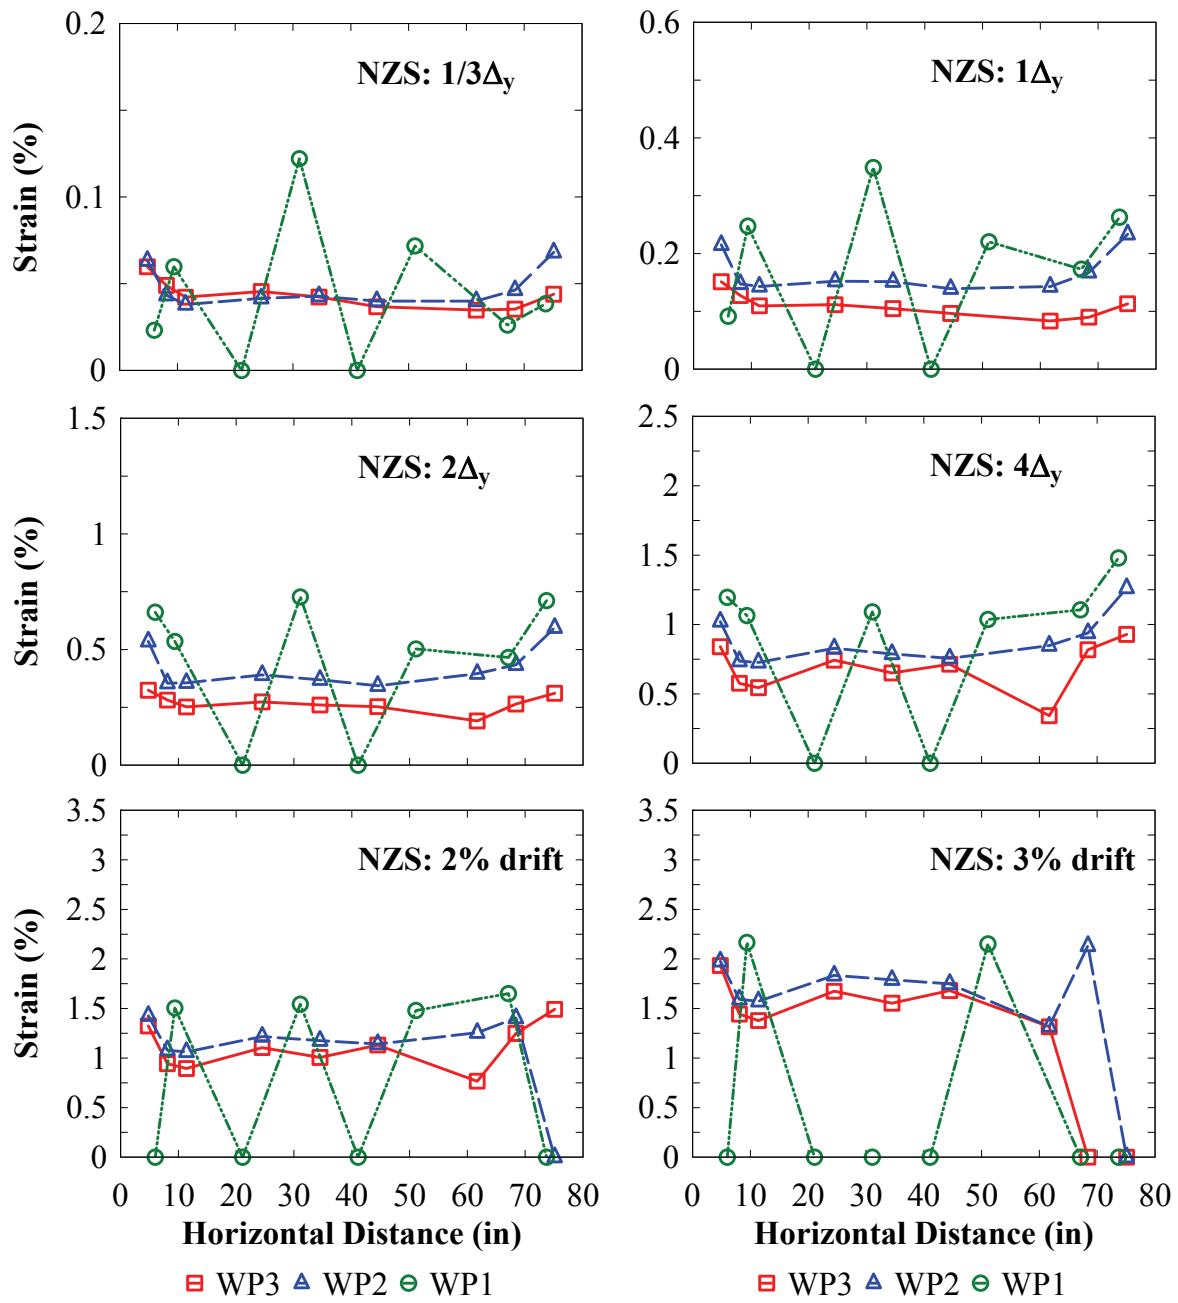 NZS: 1/3Δy
Strain (%)
0.2
0.1
0
NZS: 1Δy
0.6
0.4
0.2
0
NZS: 2Δy
Strain (%)
1.5
1
0.5
0
NZS: 4Δy
2.5
2
1.5
1
0.5
0
NZS: 2% drift
Strain (%)
3.5
3
2.5
2
1.5
1
0.5
0
0 10 20 30 40 50 60 70 80
Horizontal Distance (in)
WP3 WP2 WP1
NZS: 3% drift
3.5
3
2.5
2
1.5
1
0.5
0
0 10 20 30 40 50 60 70 80
Horizontal Distance (in)
WP3 WP2 WP1